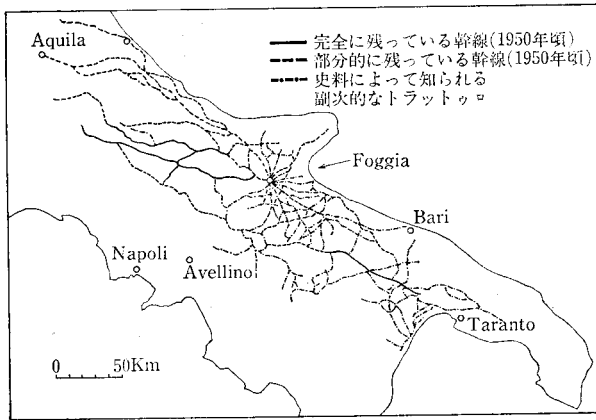 Aquila
完全に残っている幹線(1950年頃)
部分的に残っている幹線(1950年頃)
史料によって知られる
副次的なトラットゥロ
Foggia
Bari
Napoli
Avellino
Taranto
0 50Km